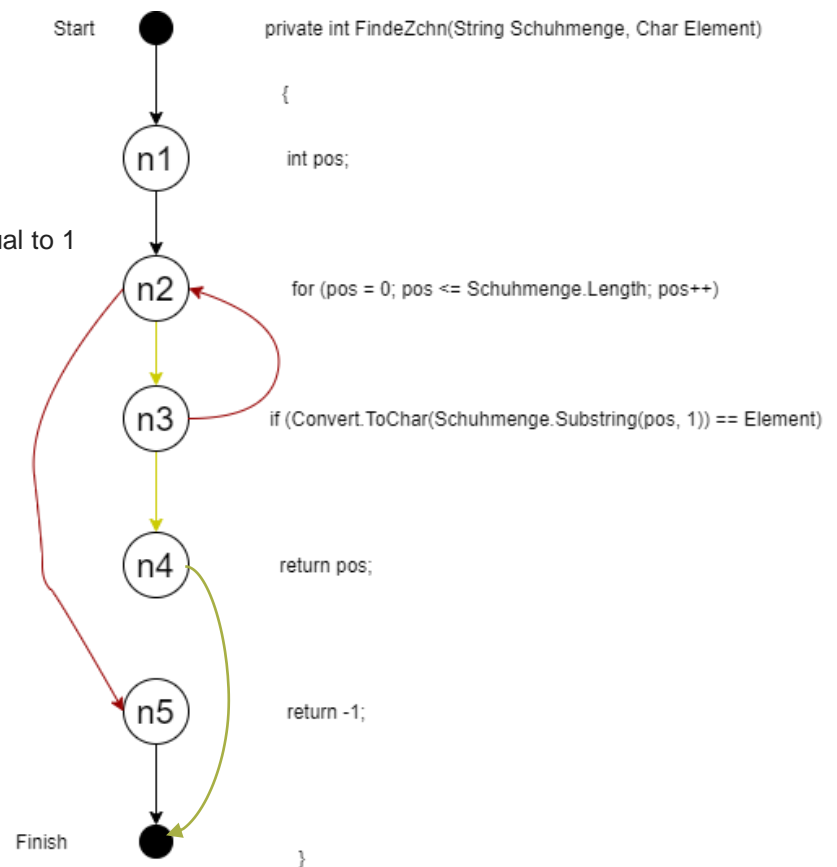 Start
private int FindeZchn(String Schuhmenge, Char Element)
{
n1
int pos;
ual to 1
n2
for (pos = 0; pos <= Schuhmenge.Length; pos++)
n3
if (Convert.ToChar(Schuhmenge.Substring(pos, 1)) == Element)
n4
return pos;
n5
return -1;
Finish
}